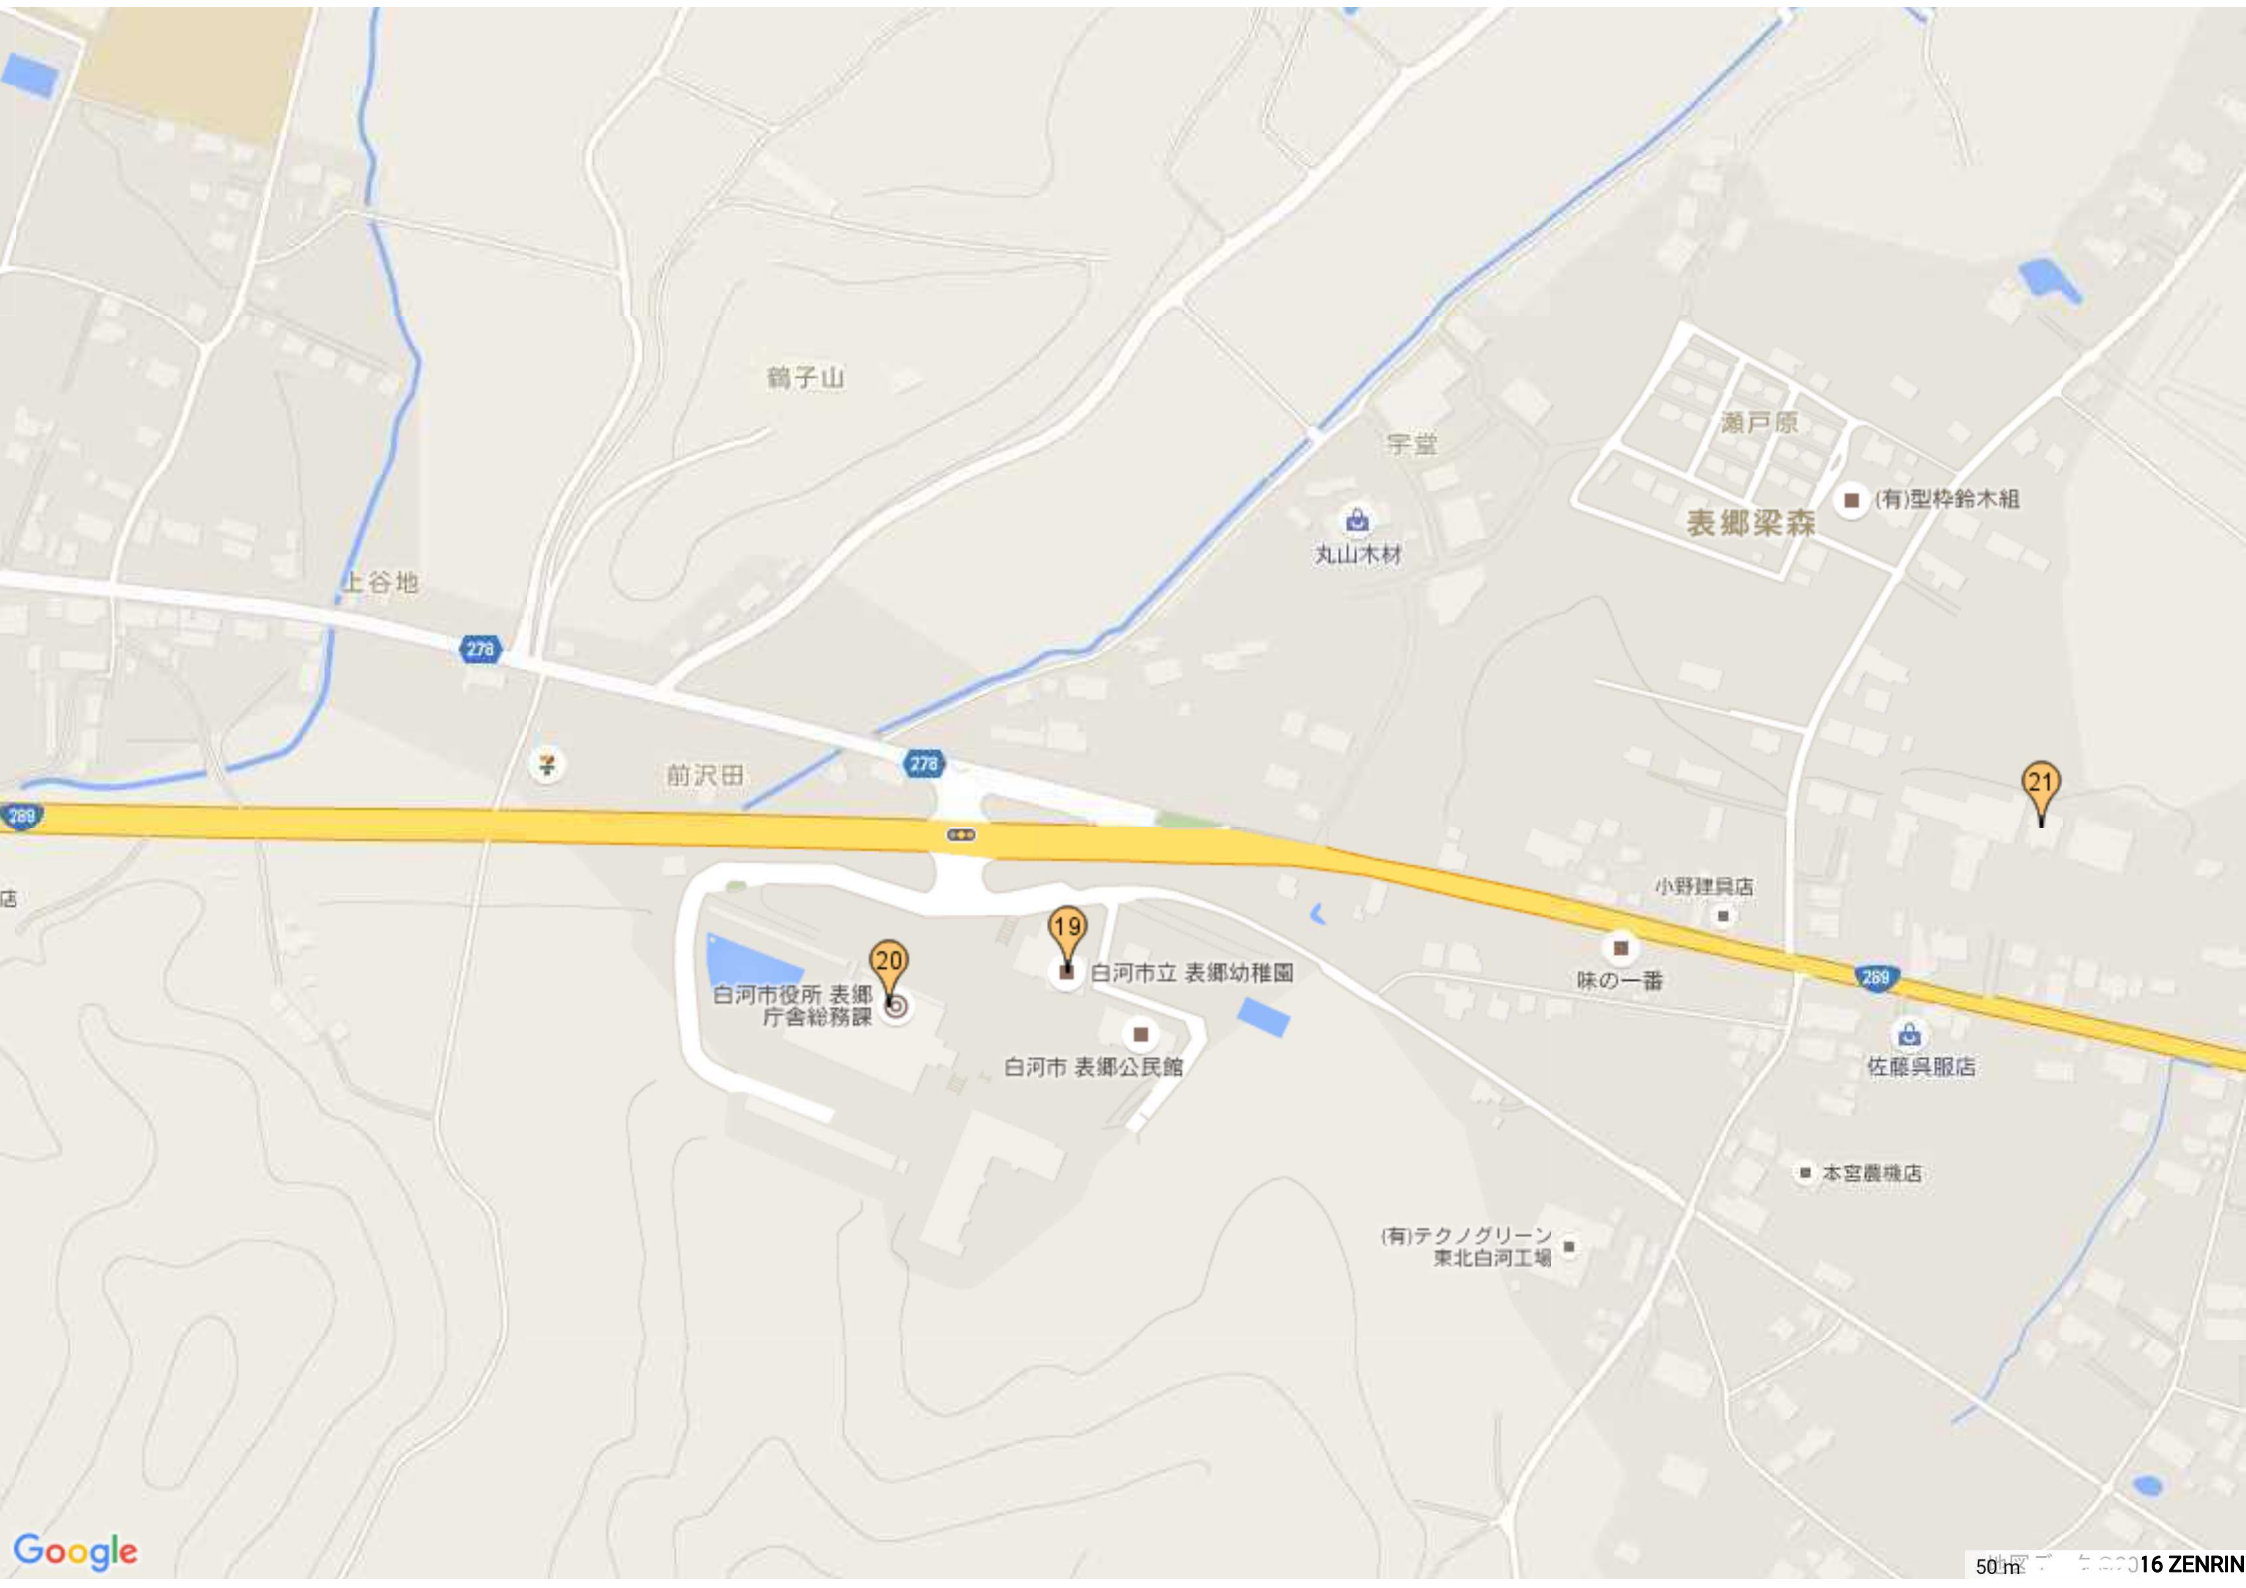 鶴子山
瀬戸原
宇堂
(有)型枠鈴木組
表郷梁森
丸山木材
上谷地
278
278
前沢田
21
289
小野建具店
店
19
味の一番
20
白河市立 表郷幼稚園
289
白河市役所 表郷
庁舎総務課
佐藤呉服店
白河市 表郷公民館
本宮農機店
(有)テクノグリーン
東北白河工場
Google
50 m
16 ZENRIN